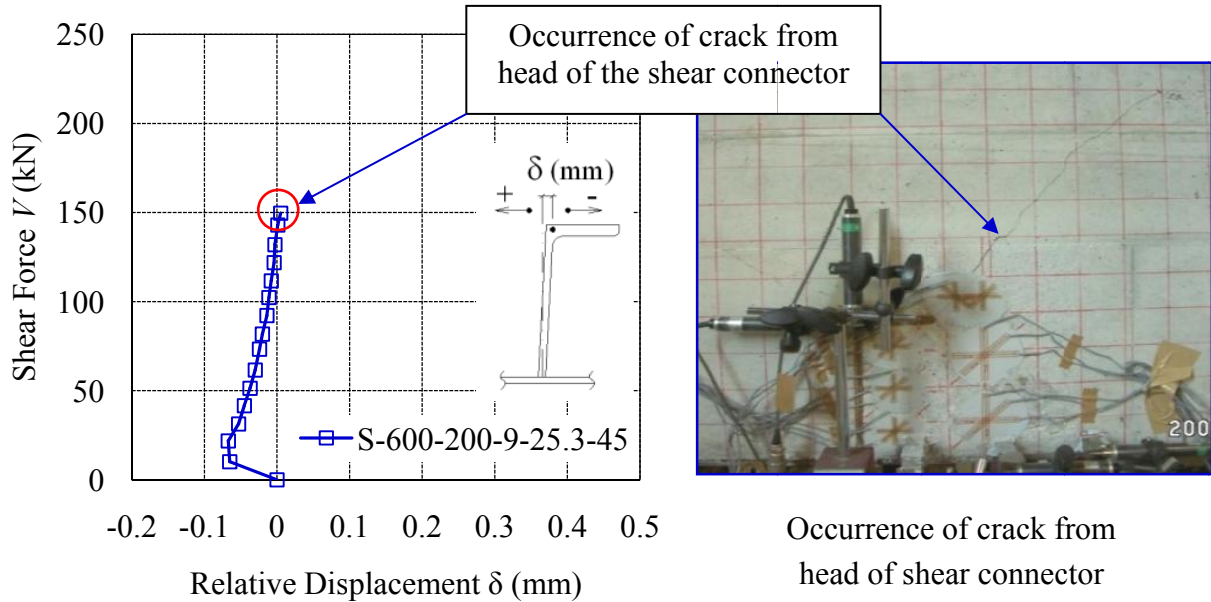 Occurrence of crack from
head of the shear connector
250
200
150
100
50
0
Shear Force V (kN)
-0.2 -0.1 0 0.1 0.2 0.3 0.4 0.5
Relative Displacement δ (mm)
δ (mm)
+ -
S-600-200-9-25.3-45
200
Occurrence of crack from
head of shear connector